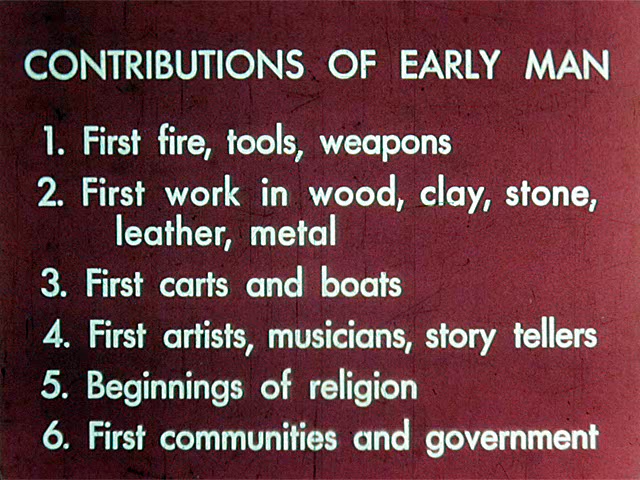 CONTRIBUTIONS OF EARLY MAN
1. First fire, tools, weapons
2. First work in wood, clay, stone,
leather, metal
3. First carts and boats
4. First artists, musicians, story tellers
5. Beginnings of religion
6. First communities and government